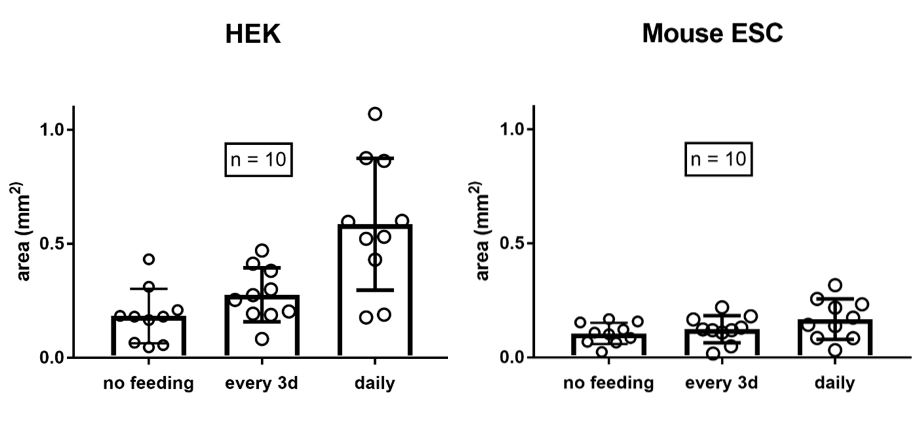 HEK
1.0
n = 10
area (mm2)
0.5
0.0
no feeding every 3d daily
Mouse ESC
1.0
n = 10
area (mm2)
0.5
0.0
no feeding every 3d daily